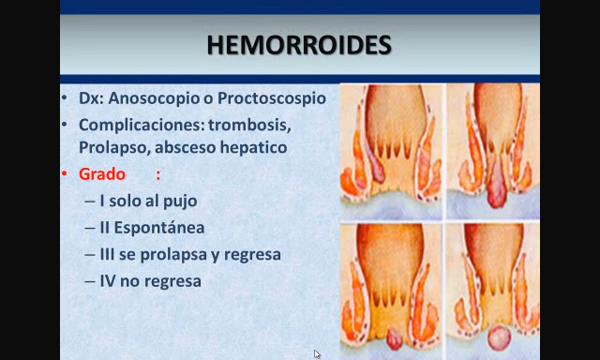 HEMORROIDES
• Dx: Anosocopio o Proctoscospio
• Complicaciones: trombosis,
Prolapso, absceso hepatico
• Grado :
– I solo al pujo
– II Espontánea
– III se prolapsa y regresa
– IV no regresa